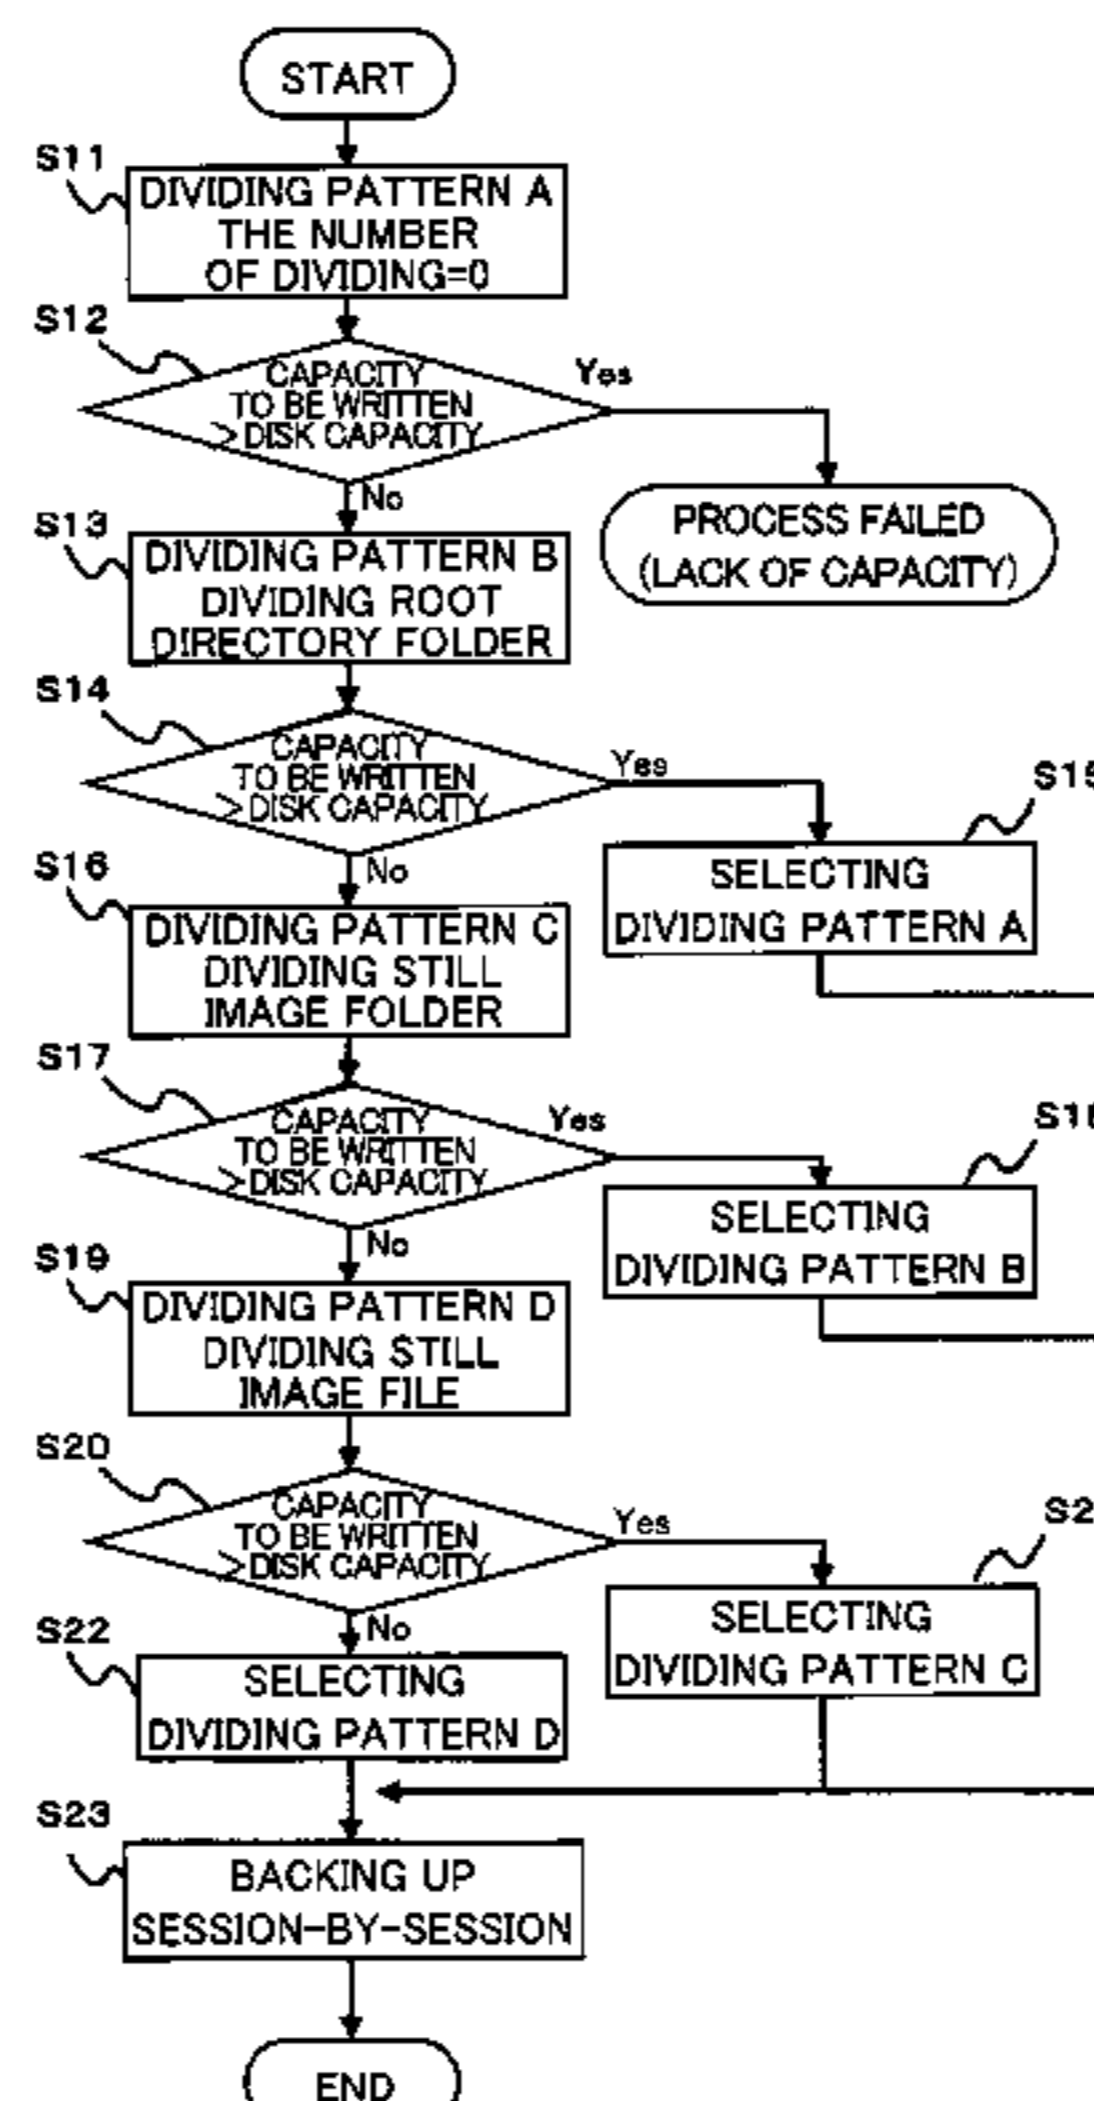 START
S11
DIVIDING PATTERN A
THE NUMBER
OF DIVIDING=0
S12
CAPACITY
TO BE WRITTEN
>DISK CAPACITY
Yes
No
PROCESS FAILED
(LACK OF CAPACITY)
S13
DIVIDING PATTERN B
DIVIDING ROOT
DIRECTORY FOLDER
S14
CAPACITY
TO BE WRITTEN
>DISK CAPACITY
Yes
No
S15
SELECTING
DIVIDING PATTERN A
S16
DIVIDING PATTERN C
DIVIDING STILL
IMAGE FOLDER
S17
CAPACITY
TO BE WRITTEN
>DISK CAPACITY
Yes
No
SELECTING
DIVIDING PATTERN B
S19
DIVIDING PATTERN D
DIVIDING STILL
IMAGE FILE
S20
CAPACITY
TO BE WRITTEN
>DISK CAPACITY
Yes
No
SELECTING
DIVIDING PATTERN C
S22
SELECTING
DIVIDING PATTERN D
S23
BACKING UP
SESSION-BY-SESSION
END